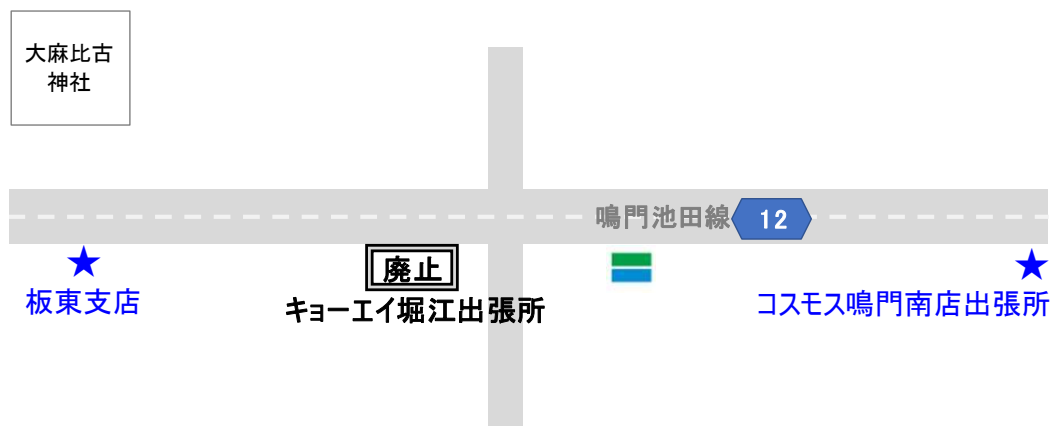 大麻比古
神社
鳴門池田線
12
★
廃止
★
板東支店
キョーエイ堀江出張所
コスモス鳴門南店出張所